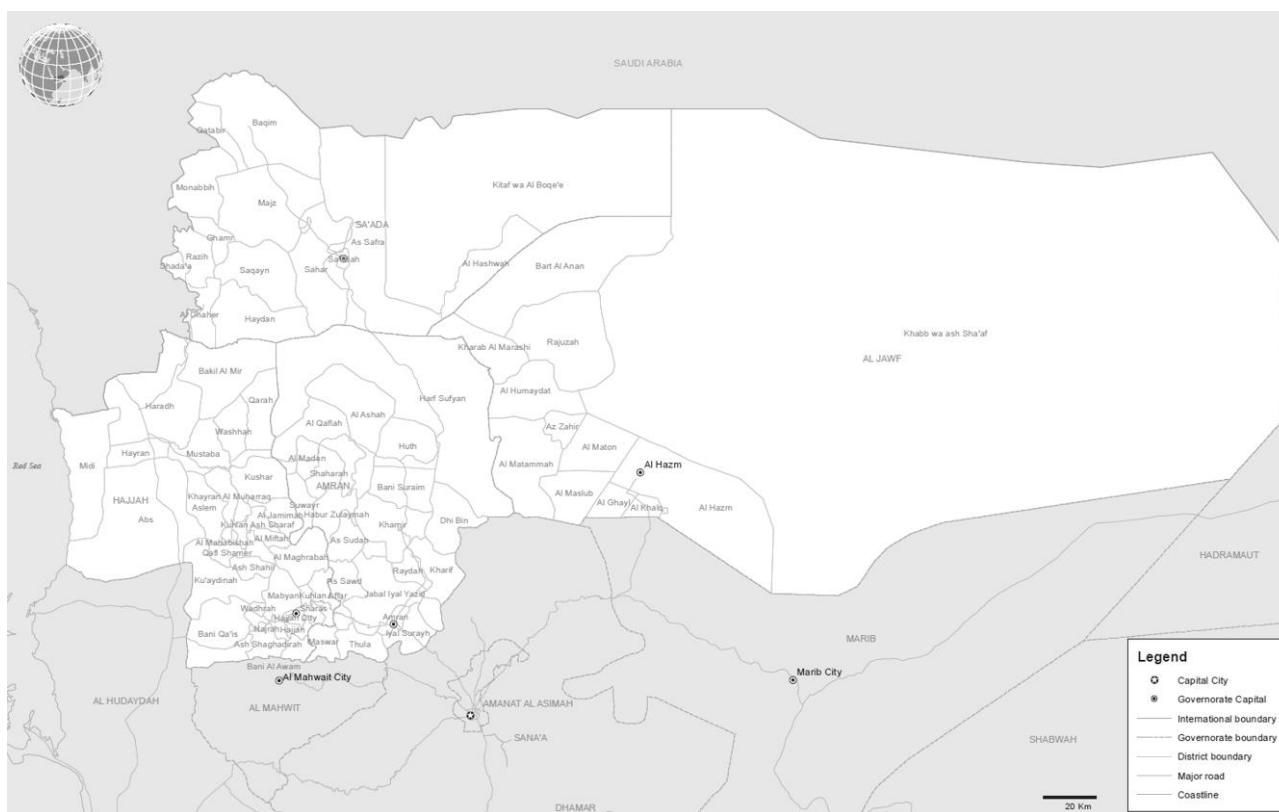 SAUDI ARABIA
Baqim
Qatabir
Kitaf wa Al Boqe'e
Monabbih
Majz
SA'ADA
Ghamr
As Safra
Razih
Al Hashwah
Bart Al Anan
Shada'a
Saqayn
Sahar
Haydan
Khabb wa ash Sha'af
Kharab Al Marashi
Rajuzah
AL JAWF
Bakil Al Mir
Al Humaydat
Qarah
Harf Sufyan
Haradh
Al Ashah
Al Qaflah
Az Zahir
Washhah
Huth
Al Maton
Hayran
Mustaba
Al Madan
Red Sea
Midi
Al Matammah
Al Hazm
Shaharah
Kushar
AMRAN
Bani Suraim
HAJJAH
Khayran Al Muharraq
Al Maslub
Al Ghayl
Al Khalq
Al Hazm
Suwayr
Aslem
Al Jamimah
Habur Zulaymah
Abs
Kuhlan Ash Sharaf
Khamir
Dhi Bin
Al Mahabishah
Al Miftah
As Sudah
Qafl Shamer
HADRAMAUT
Al Maghrabah
Ash Shahil
Raydah
Kharif
Ku'aydinah
As Sawd
Mabyan
Kuhlan Affar
Jabal Iyal Yazid
Wadhrah
Sharas
Hajjah City
Amran
Bani Qa'is
Najrah
Hajjah
Iyal Surayh
Ash Shaghadirah
Maswar
Thula
MARIB
Bani Al Awam
Al Mahwait City
Marib City
AL HUDAYDAH
AL MAHWIT
AMANAT AL ASIMAH
SANA'A
SHABWAH
DHAMAR
20 Km
Legend
Capital City
Governorate Capital
International boundary
Governorate boundary
District boundary
Major road
Coastline